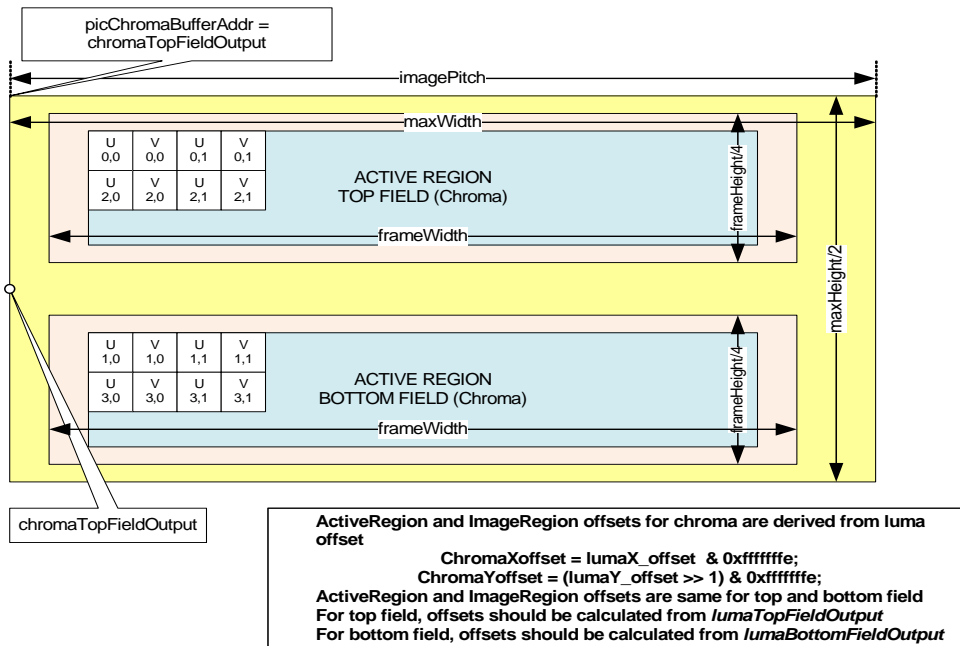 picChromaBufferAddr =
chromaTopFieldOutput
imagePitch
maxWidth
U
0,0
V
0,0
U
0,1
V
0,1
U
2,0
V
2,0
U
2,1
V
2,1
ACTIVE REGION
TOP FIELD (Chroma)
frameHeight/4
frameWidth
maxHeight/2
U
1,0
V
1,0
U
1,1
V
1,1
U
3,0
V
3,0
U
3,1
V
3,1
ACTIVE REGION
BOTTOM FIELD (Chroma)
frameHeight/4
frameWidth
chromaTopFieldOutput
ActiveRegion and ImageRegion offsets for chroma are derived from luma
offset
ChromaXoffset = lumaX_offset & 0xfffffffe;
ChromaYoffset = (lumaY_offset >> 1) & 0xfffffffe;
ActiveRegion and ImageRegion offsets are same for top and bottom field
For top field, offsets should be calculated from lumaTopFieldOutput
For bottom field, offsets should be calculated from lumaBottomFieldOutput